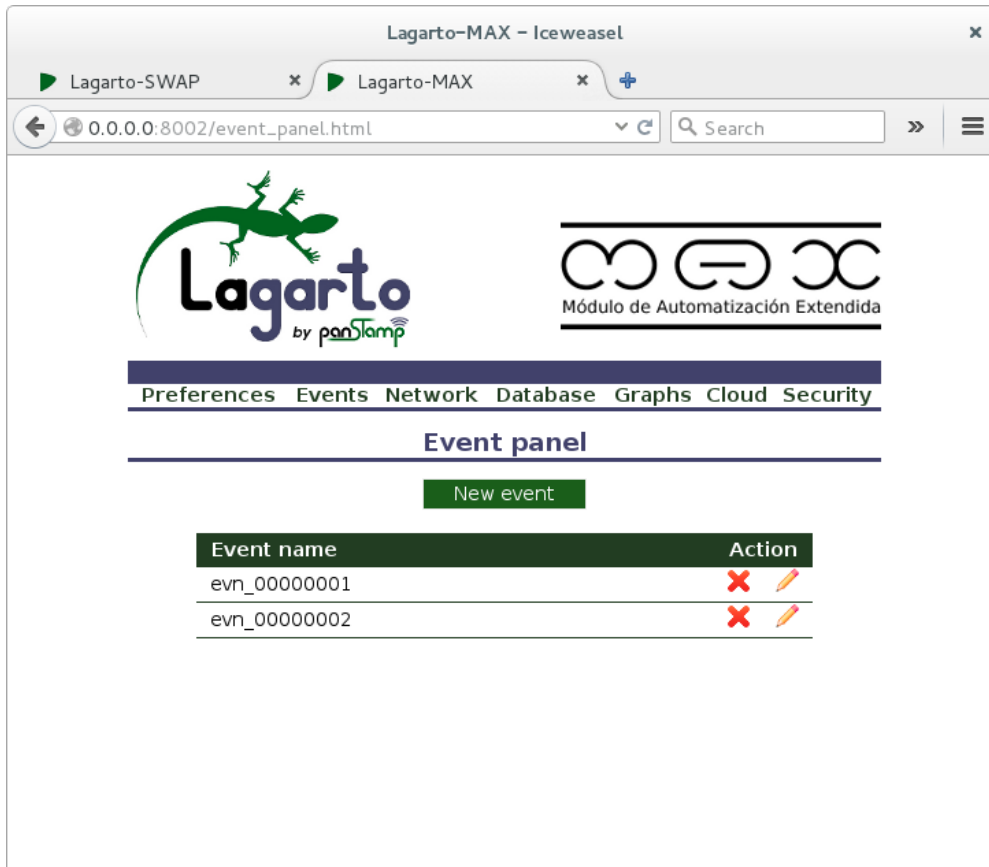 Lagarto-MAX – Iceweasel
Lagarto-SWAP
Lagarto-MAX
0.0.0.0:8002/event_panel.html
Search
Lagarto
by panStamp
MAX
Módulo de Automatización Extendida
Preferences Events Network Database Graphs Cloud Security
Event panel
New event
Event name Action
evn_00000001
evn_00000002